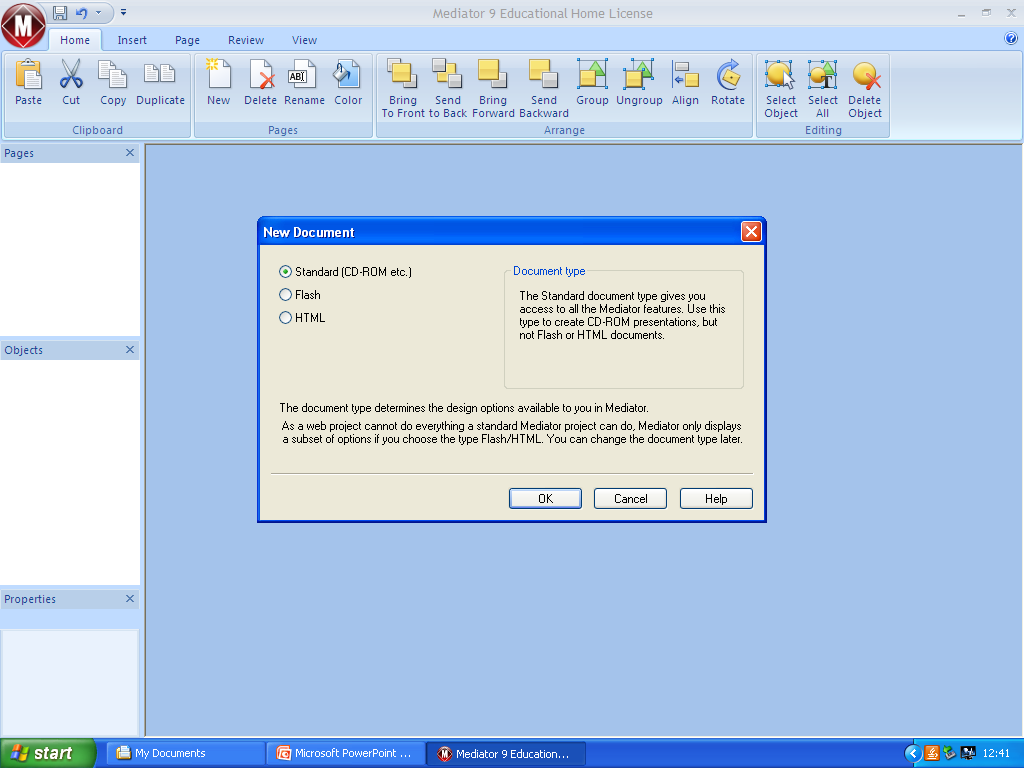 Mediator 9 Educational Home License
Home Insert Page Review View
Paste Cut Copy Duplicate New Delete Rename Color Bring To Front Send to Back Bring Forward Send Backward Group Ungroup Align Rotate Select Object Select All Delete Object
Clipboard Pages Arrange Editing
Pages
Objects
Properties
New Document
Standard (CD-ROM etc.)
Flash
HTML
Document type
The Standard document type gives you
access to all the Mediator features. Use this
type to create CD-ROM presentations, but
not Flash or HTML documents.
The document type determines the design options available to you in Mediator.
As a web project cannot do everything a standard Mediator project can do, Mediator only displays
a subset of options if you choose the type Flash/HTML. You can change the document type later.
OK Cancel Help
start My Documents Microsoft PowerPoint ... Mediator 9 Education... 12:41